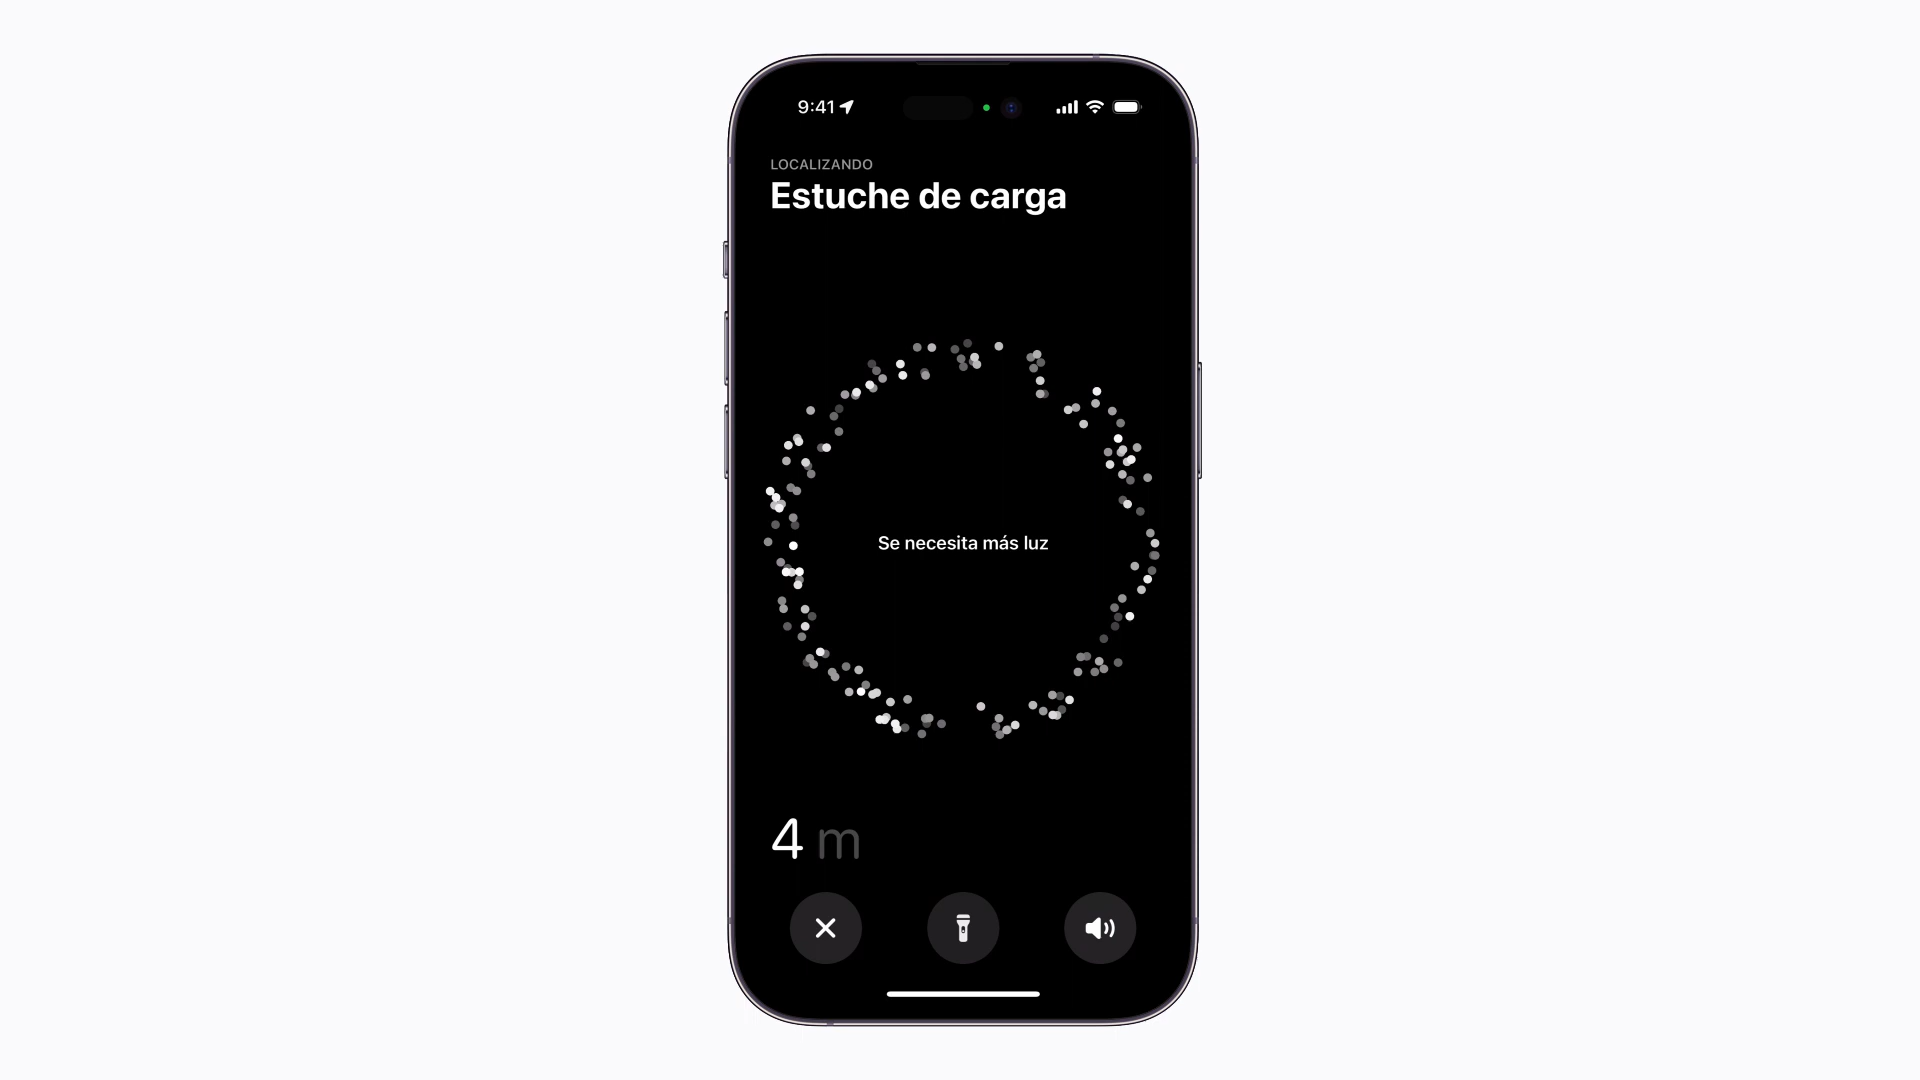 9:41
LOCALIZANDO
Estuche de carga
Se necesita más luz
4 m